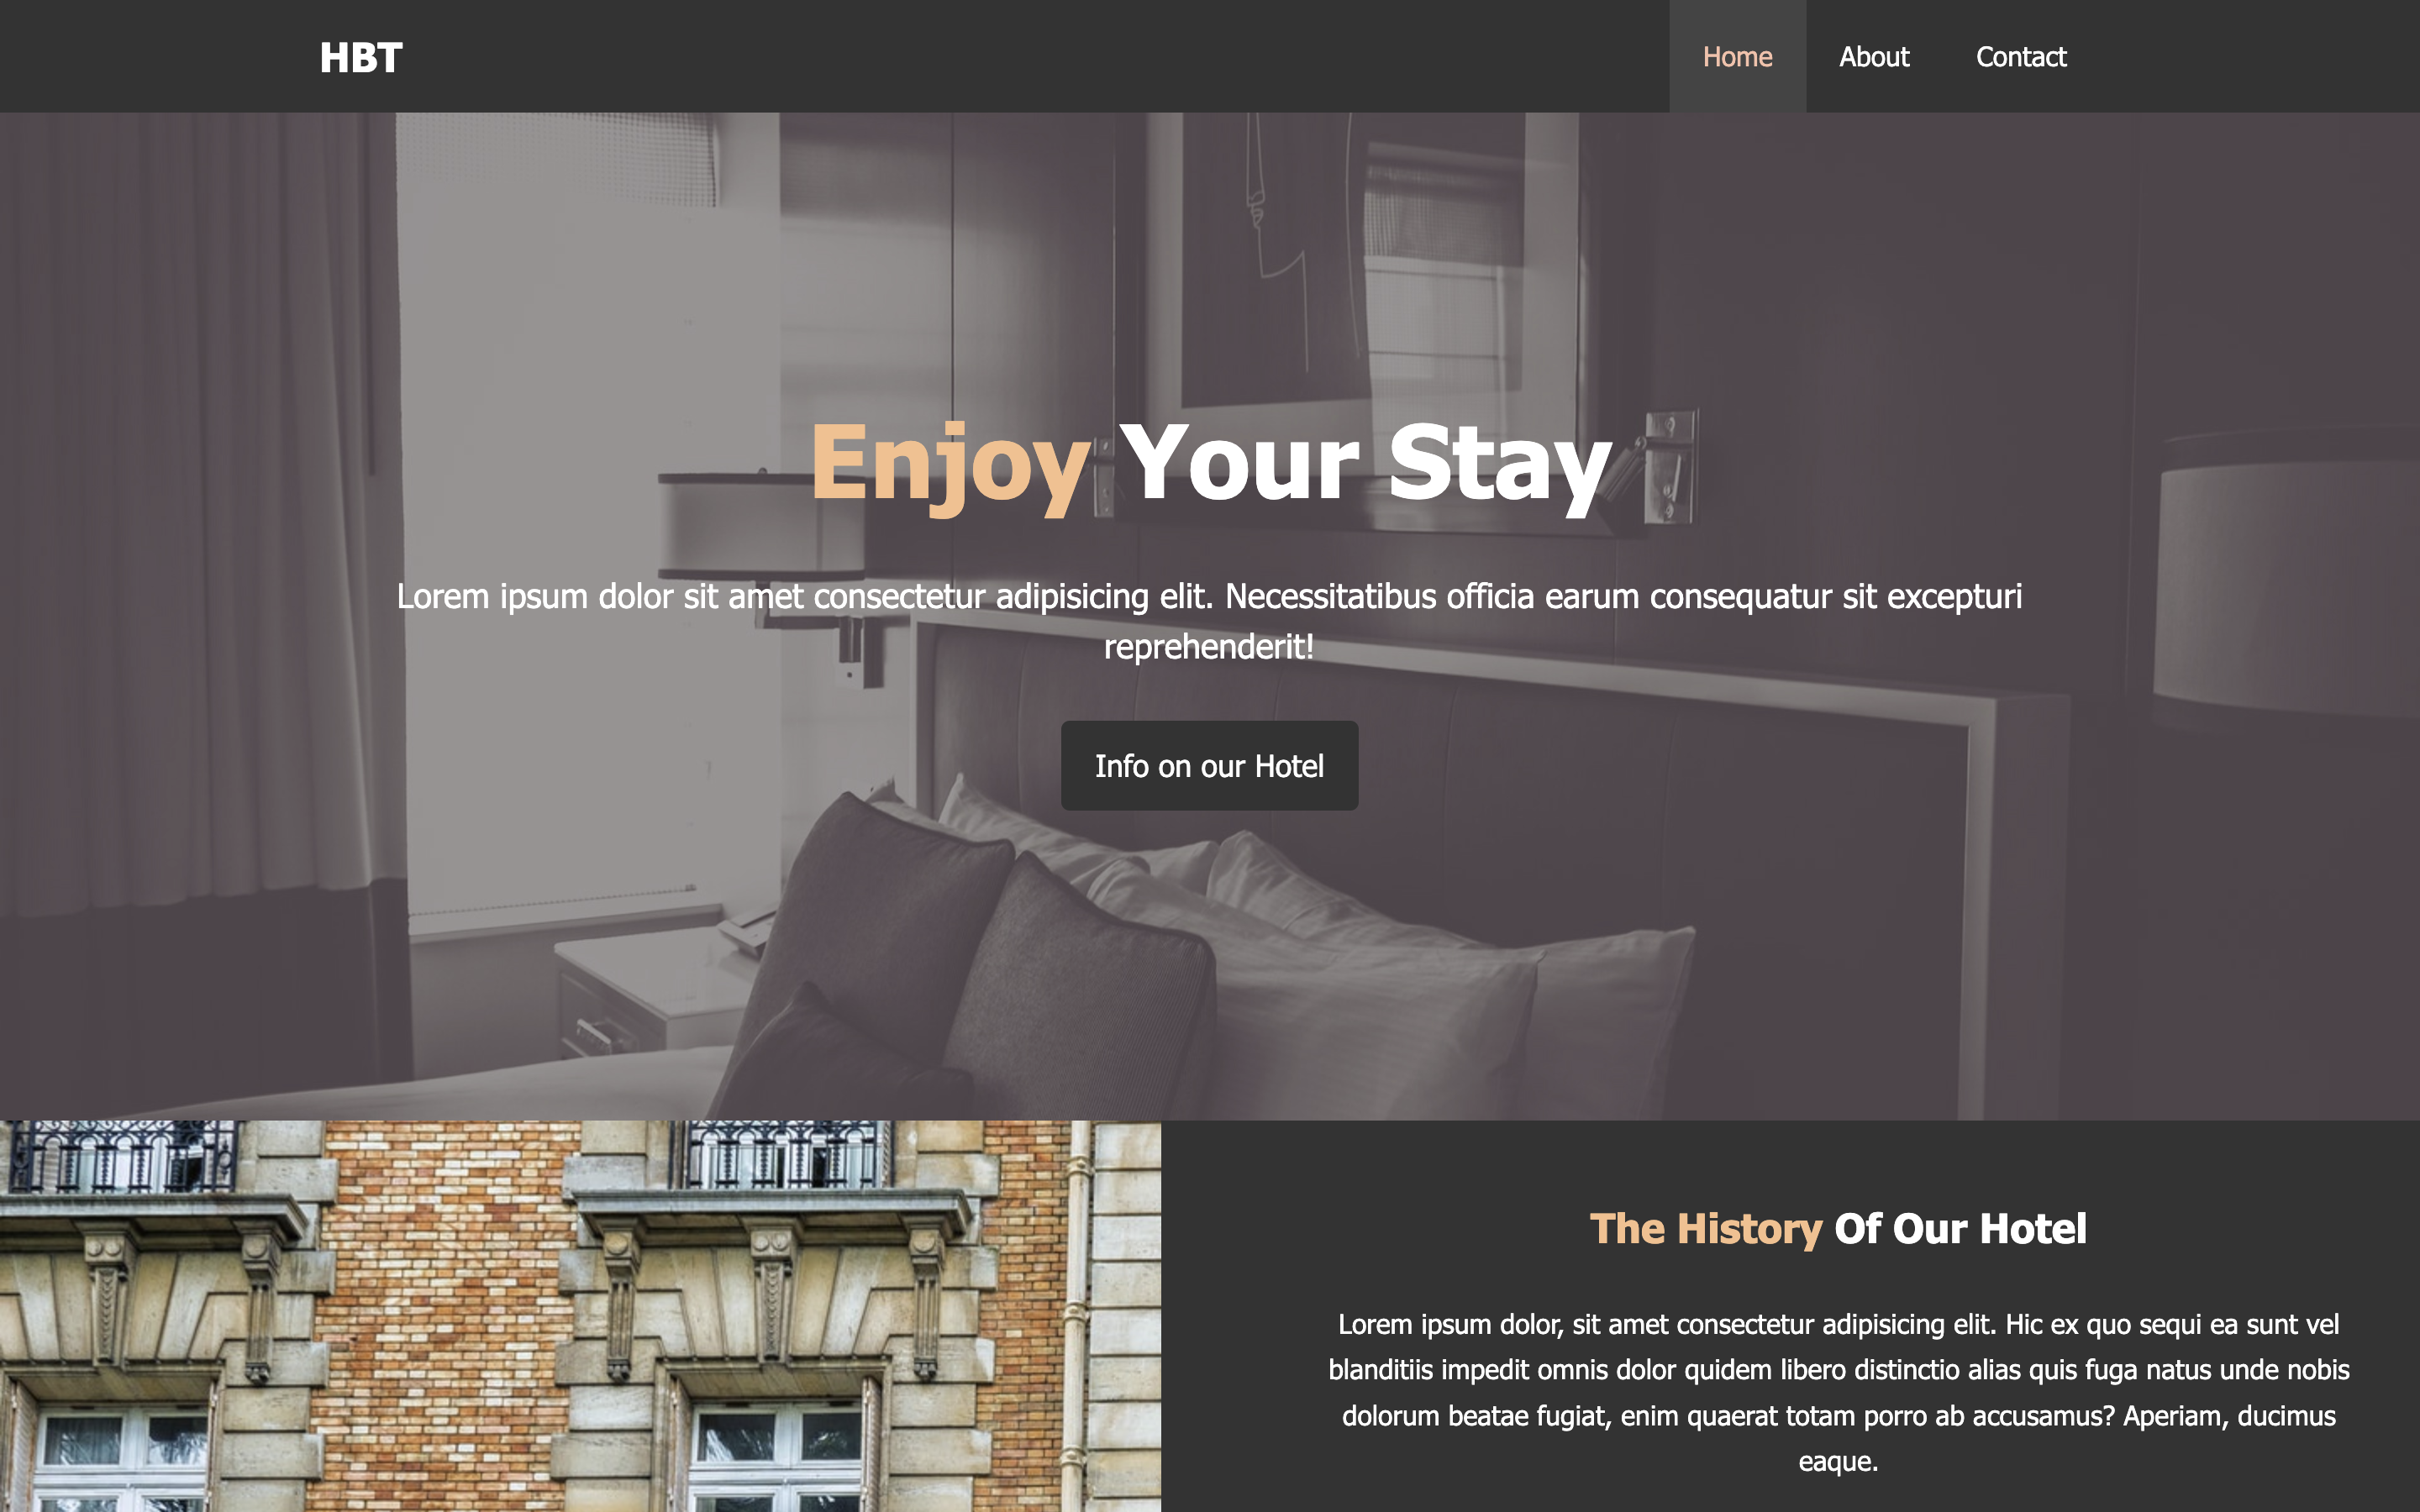 HBT
Home
About
Contact
Enjoy Your Stay
Lorem ipsum dolor sit amet consectetur adipisicing elit. Necessitatibus officia earum consequatur sit excepturi
reprehenderit!
Info on our Hotel
The History Of Our Hotel
Lorem ipsum dolor, sit amet consectetur adipisicing elit. Hic ex quo sequi ea sunt vel
blanditiis impedit omnis dolor quidem libero distinctio alias quis fuga natus unde nobis
dolorum beatae fugiat, enim quaerat totam porro ab accusamus? Aperiam, ducimus
eaque.